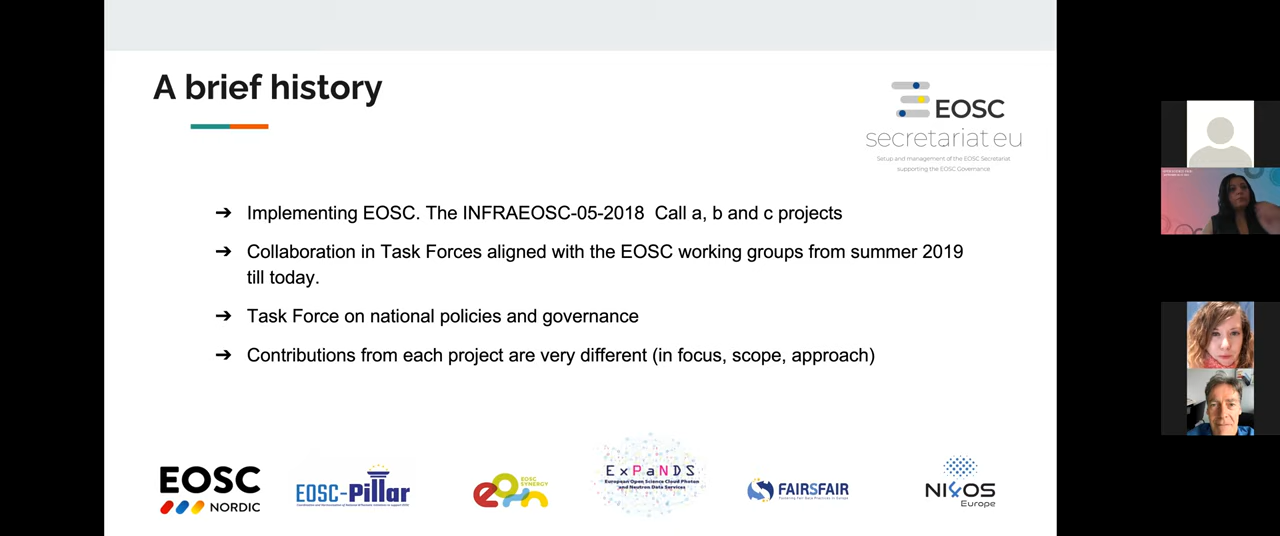 A brief history
EOSC
secretariat eu
Setup and management of the EOSC Secretariat
supporting the EOSC Governance
➔ Implementing EOSC. The INFRAEOSC-05-2018 Call a, b and c projects
➔ Collaboration in Task Forces aligned with the EOSC working groups from summer 2019
till today.
➔ Task Force on national policies and governance
➔ Contributions from each project are very different (in focus, scope, approach)
EOSC
NORDIC
EOSC-Pillar
EOSC
SYNERGY
ExPaNDS
European Open Science Cloud Photon
and Neutron Data Services
FAIRSFAIR
Fostering Fair Data Practices in Europe
NI4OS
Europe